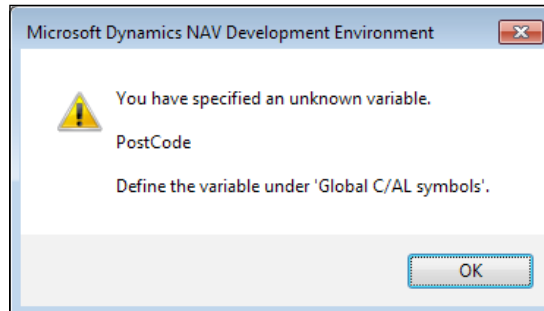 Microsoft Dynamics NAV Development Environment
You have specified an unknown variable.
PostCode
Define the variable under 'Global C/AL symbols'.
OK